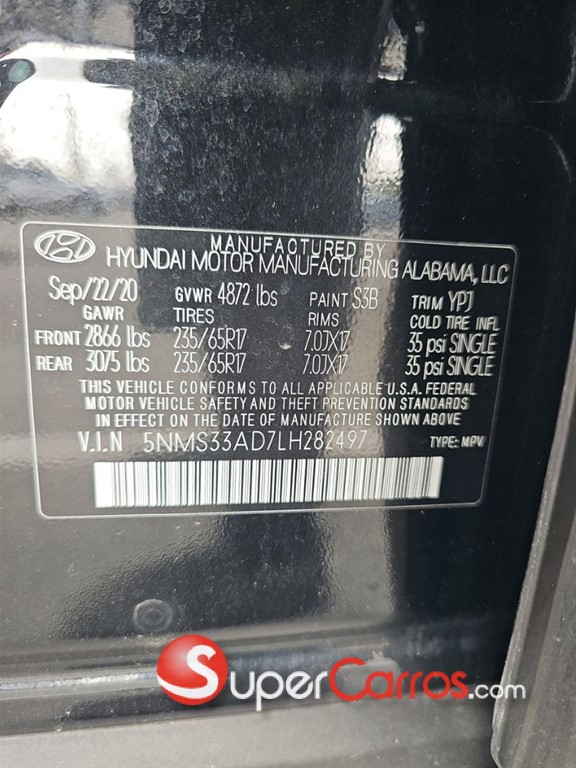 MANUFACTURED BY
HYUNDAI MOTOR MANUFACTURING ALABAMA, LLC
Sep/22/20 GVWR 4872 lbs PAINT S3B TRIM YPJ
GAWR TIRES RIMS COLD TIRE INFL
FRONT 2866 lbs 235/65R17 7.0JX17 35 psi SINGLE
REAR 3075 lbs 235/65R17 7.0JX17 35 psi SINGLE
THIS VEHICLE CONFORMS TO ALL APPLICABLE U.S.A. FEDERAL
MOTOR VEHICLE SAFETY AND THEFT PREVENTION STANDARDS
IN EFFECT ON THE DATE OF MANUFACTURE SHOWN ABOVE
V.I.N 5NMS33AD7LH282497 TYPE: MPV
SuperCarros.com